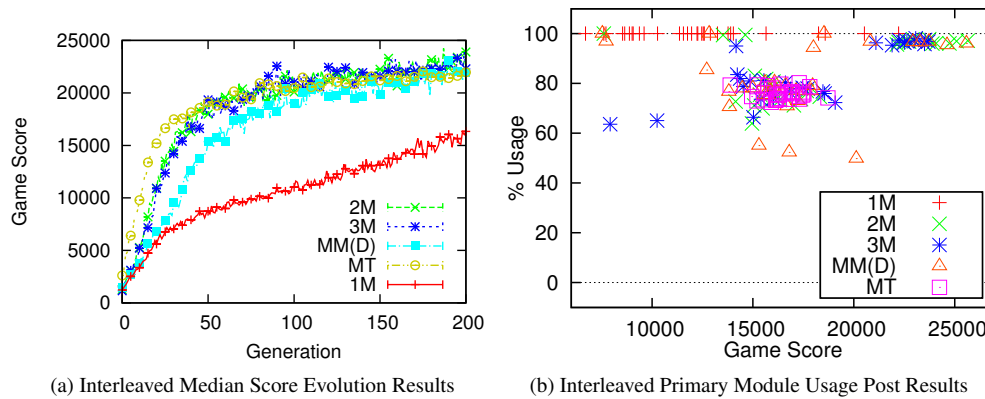 25000
20000
15000
10000
5000
0
Game Score
2M
3M
MM(D)
MT
1M
0 50 100 150 200
Generation
(a) Interleaved Median Score Evolution Results
100
80
60
40
20
0
% Usage
1M
2M
3M
MM(D)
MT
10000 15000 20000 25000
Game Score
(b) Interleaved Primary Module Usage Post Results